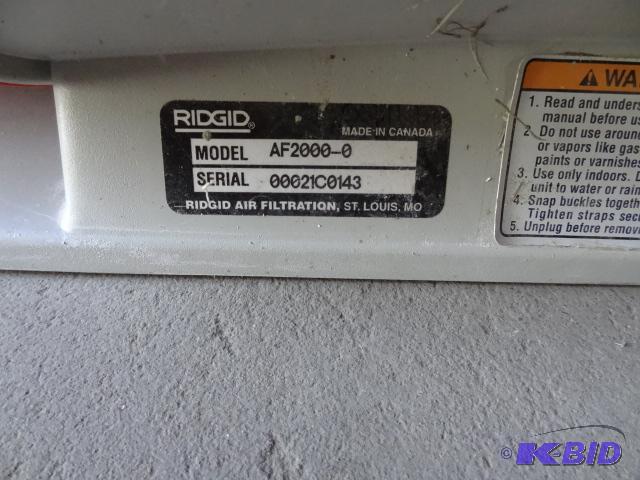 RIDGID®
MADE IN CANADA
MODEL AF2000-0
SERIAL 00021C0143
RIDGID AIR FILTRATION, ST. LOUIS, MO
WA
1. Read and unders
manual before us
2. Do not use aroun
or vapors like gas
paints or varnishes
3. Use only indoors. D
unit to water or rain
4. Snap buckles togeth
Tighten straps secu
5. Unplug before remov
© K-BID